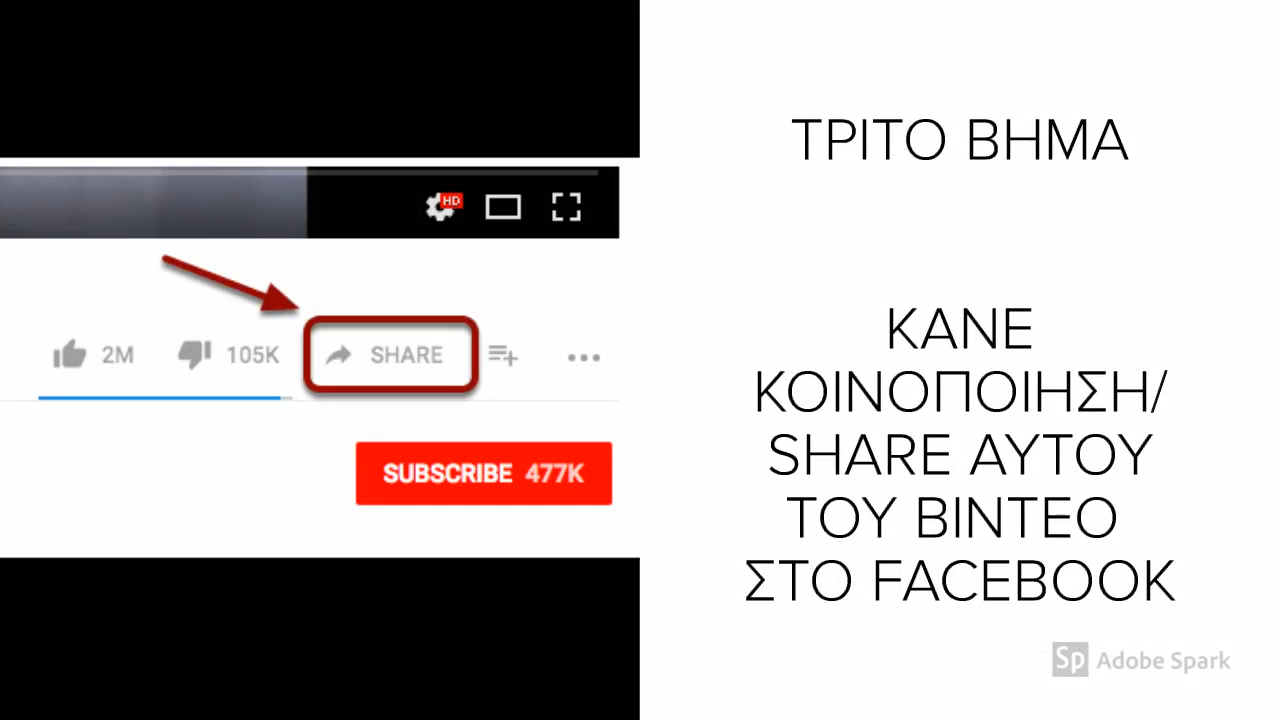 HD
2M 105K SHARE
SUBSCRIBE 477K
ΤΡΙΤΟ ΒΗΜΑ
ΚΑΝΕ
ΚΟΙΝΟΠΟΙΗΣΗ/
SHARE ΑΥΤΟΥ
ΤΟΥ ΒΙΝΤΕΟ
ΣΤΟ FACEBOOK
Sp Adobe Spark